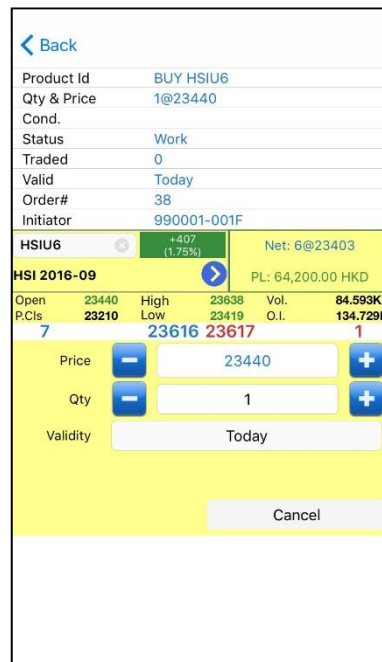 Back
Product Id BUY HSIU6
Qty & Price 1@23440
Cond.
Status Work
Traded 0
Valid Today
Order# 38
Initiator 990001-001F
HSIU6 +407 Net: 6@23403
(1.75%)
HSI 2016-09 PL: 64,200.00 HKD
Open 23440 High 23638 Vol. 84.593K
P.Cls 23210 Low 23419 O.I. 134.729
7 23616 23617 1
Price − 23440 +
Qty − 1 +
Validity Today
Cancel